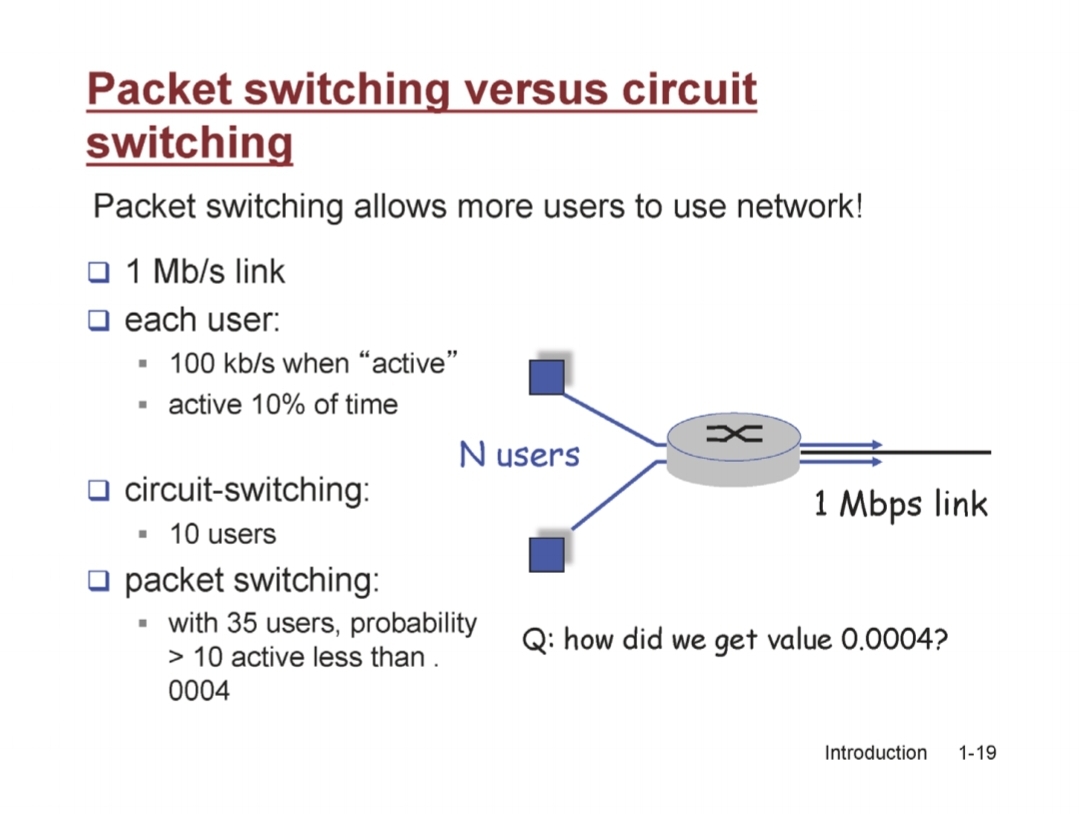 Packet switching versus circuit
switching
Packet switching allows more users to use network!
❑ 1 Mb/s link
❑ each user:
▪ 100 kb/s when “active”
▪ active 10% of time
N users
❑ circuit-switching:
▪ 10 users
1 Mbps link
❑ packet switching:
▪ with 35 users, probability
> 10 active less than .
0004
Q: how did we get value 0.0004?
Introduction 1-19